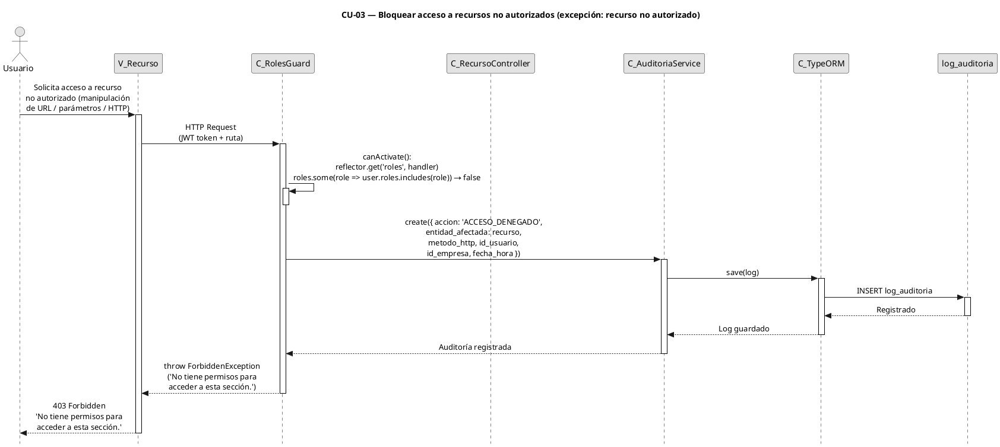 CU-03 — Bloquear acceso a recursos no autorizados (excepción: recurso no autorizado)
Usuario
V_Recurso
C_RolesGuard
C_RecursoController
C_AuditoriaService
C_TypeORM
log_auditoria
Solicita acceso a recurso
no autorizado (manipulación
de URL / parámetros / HTTP)
HTTP Request
(JWT token + ruta)
canActivate():
reflector.get('roles', handler)
roles.some(role => user.roles.includes(role)) → false
create({ accion: 'ACCESO_DENEGADO',
entidad_afectada: recurso,
metodo_http, id_usuario,
id_empresa, fecha_hora })
save(log)
INSERT log_auditoria
Registrado
Log guardado
Auditoría registrada
throw ForbiddenException
('No tiene permisos para
acceder a esta sección.')
403 Forbidden
'No tiene permisos para
acceder a esta sección.'